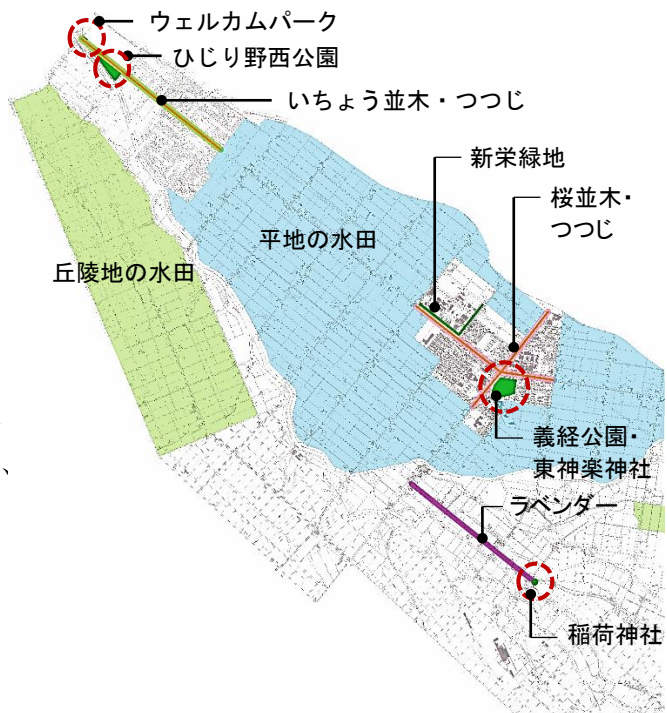 ウェルカムパーク
ひじり野西公園
いちょう並木・つつじ
新栄緑地
桜並木・
つつじ
平地の水田
丘陵地の水田
義経公園・
東神楽神社
、
ラベンダー
稲荷神社